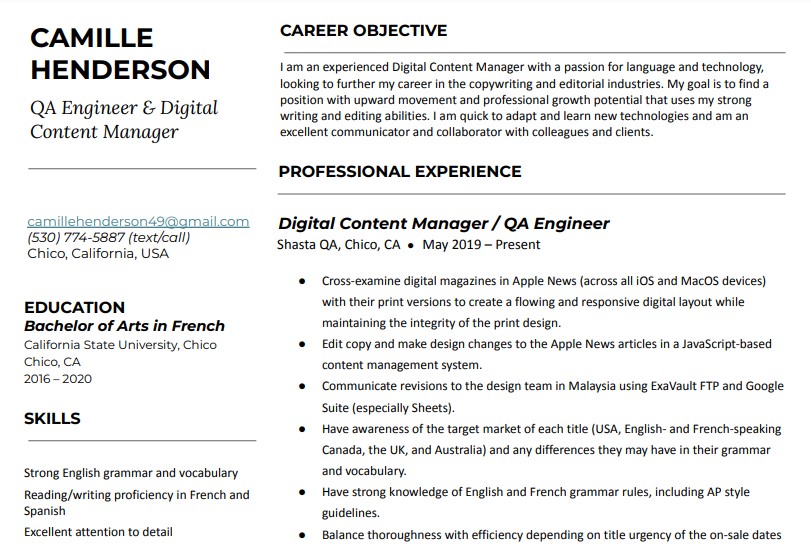 CAMILLE
HENDERSON
QA Engineer & Digital
Content Manager
camillehenderson49@gmail.com
(530) 774-5887 (text/call)
Chico, California, USA
EDUCATION
Bachelor of Arts in French
California State University, Chico
Chico, CA
2016 – 2020
SKILLS
Strong English grammar and vocabulary
Reading/writing proficiency in French and
Spanish
Excellent attention to detail
CAREER OBJECTIVE
I am an experienced Digital Content Manager with a passion for language and technology,
looking to further my career in the copywriting and editorial industries. My goal is to find a
position with upward movement and professional growth potential that uses my strong
writing and editing abilities. I am quick to adapt and learn new technologies and am an
excellent communicator and collaborator with colleagues and clients.
PROFESSIONAL EXPERIENCE
Digital Content Manager / QA Engineer
Shasta QA, Chico, CA ● May 2019 – Present
● Cross-examine digital magazines in Apple News (across all iOS and MacOS devices)
with their print versions to create a flowing and responsive digital layout while
maintaining the integrity of the print design.
● Edit copy and make design changes to the Apple News articles in a JavaScript-based
content management system.
● Communicate revisions to the design team in Malaysia using ExaVault FTP and Google
Suite (especially Sheets).
● Have awareness of the target market of each title (USA, English- and French-speaking
Canada, the UK, and Australia) and any differences they may have in their grammar
and vocabulary.
● Have strong knowledge of English and French grammar rules, including AP style
guidelines.
● Balance thoroughness with efficiency depending on title urgency of the on-sale dates